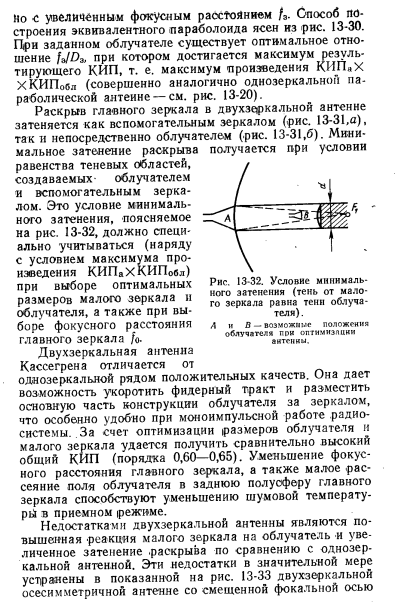 но с увеличенным фокусным расстоянием fэ. Способ по-
строения эквивалентного параболоида ясен из рис. 13-30.
При заданном облучателе существует оптимальное отно-
шение fэ/Dэ, при котором достигается максимум резуль-
тирующего КИП, т. е. максимум произведения КИПа×
×КИПобл (совершенно аналогично однозеркальной па-
раболической антенне — см. рис. 13-20).
Раскрыв главного зеркала в двухзеркальной антенне
затеняется как вспомогательным зеркалом (рис. 13-31,а),
так и непосредственно облучателем (рис. 13-31,б). Мини-
мальное затенение раскрыва получается при условии
равенства теневых областей,
создаваемых облучателем
и вспомогательным зерка-
лом. Это условие минималь-
ного затенения, поясняемое
на рис. 13-32, должно специ-
ально учитываться (наряду
с условием максимума про-
изведения КИПа×КИПобл)
при выборе оптимальных
размеров малого зеркала и
облучателя, а также при вы-
боре фокусного расстояния
главного зеркала f₀.
A
B
d
F₁
Рис. 13-32. Условие минималь-
ного затенения (тень от мало-
го зеркала равна тени облуча-
теля).
A и B — возможные положения
облучателя при оптимизации
антенны.
Двухзеркальная антенна
Кассегрена отличается от
однозеркальной рядом положительных качеств. Она дает
возможность укоротить фидерный тракт и разместить
основную часть конструкции облучателя за зеркалом,
что особенно удобно при моноимпульсной работе радио-
системы. За счет оптимизации размеров облучателя и
малого зеркала удается получить сравнительно высокий
общий КИП (порядка 0,60—0,65). Уменьшение фокус-
ного расстояния главного зеркала, а также малое рас-
сеяние поля облучателя в заднюю полусферу главного
зеркала способствуют уменьшению шумовой температу-
ры в приемном режиме.
Недостатками двухзеркальной антенны являются по-
вышенная реакция малого зеркала на облучатель и уве-
личенное затенение раскрыва по сравнению с однозер-
кальной антенной. Эти недостатки в значительной мере
устранены в показанной на рис. 13-33 двухзеркальной
осесимметричной антенне со смещенной фокальной осью